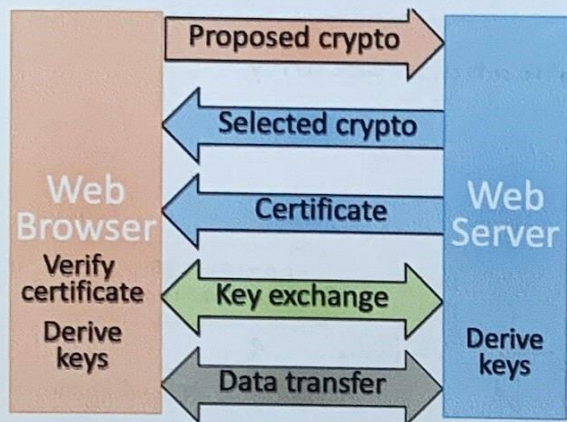 Proposed crypto
Selected crypto
Web
Browser
Certificate
Web
Server
Verify
certificate
Key exchange
Derive
keys
Derive
keys
Data transfer